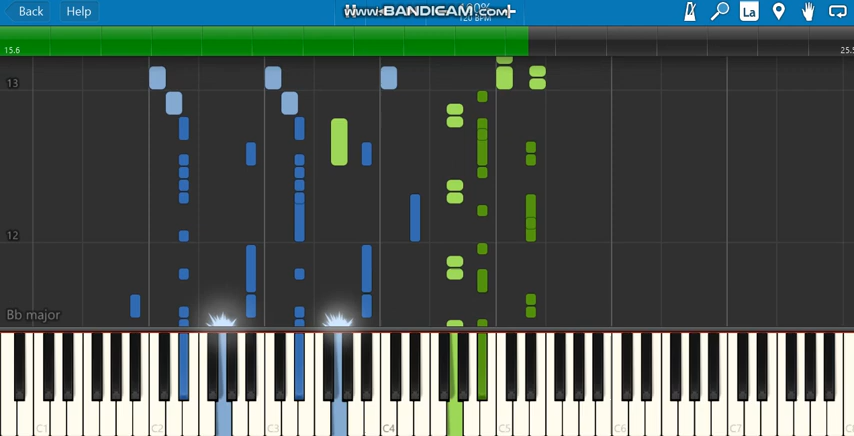 Back
Help
www.BANDICAM.com
120 BPM
La
15.6
25.5
13
12
Bb major
C1
C2
C3
C4
C5
C6
C7